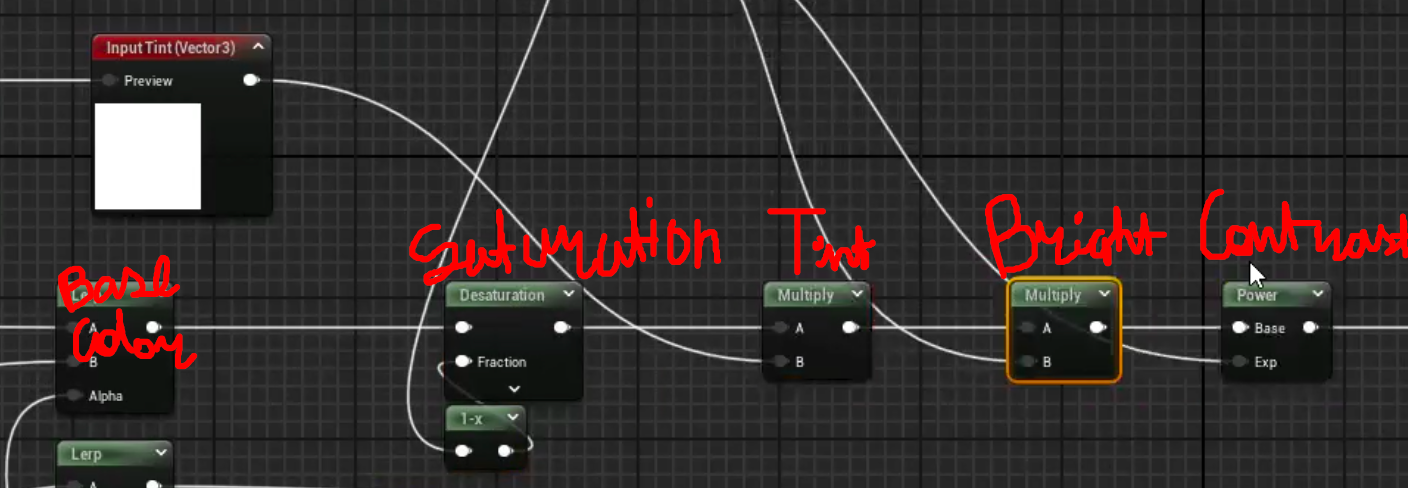 Input Tint (Vector3)
Preview
Saturation Tint Bright Contrast
Base
Color
Desaturation
Multiply
Multiply
Power
A
A
A
Base
B
Fraction
B
B
Exp
Alpha
1-x
Lerp
A